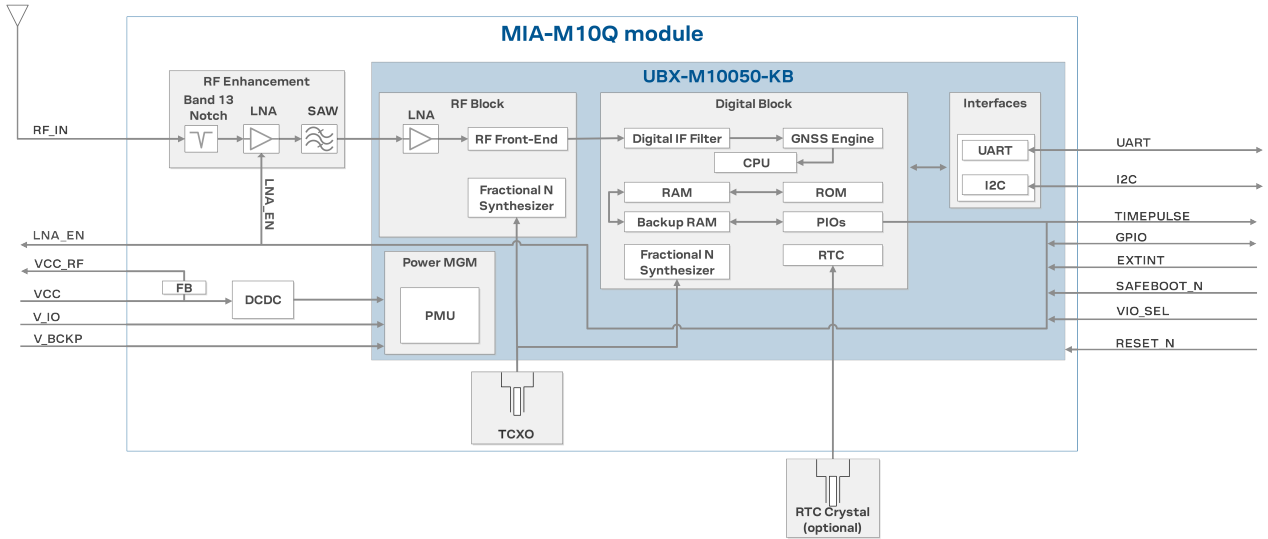 MIA-M10Q module
UBX-M10050-KB
RF Enhancement
Band 13
Notch
LNA
SAW
RF_IN
LNA_EN
RF Block
LNA
RF Front-End
Fractional N
Synthesizer
Digital Block
Digital IF Filter
GNSS Engine
CPU
RAM
ROM
Backup RAM
PIOs
Fractional N
Synthesizer
RTC
Interfaces
UART
I2C
UART
I2C
TIMEPULSE
GPIO
EXTINT
SAFEBOOT_N
VIO_SEL
RESET_N
LNA_EN
VCC_RF
FB
VCC
DCDC
V_IO
V_BCKP
Power MGM
PMU
TCXO
RTC Crystal
(optional)